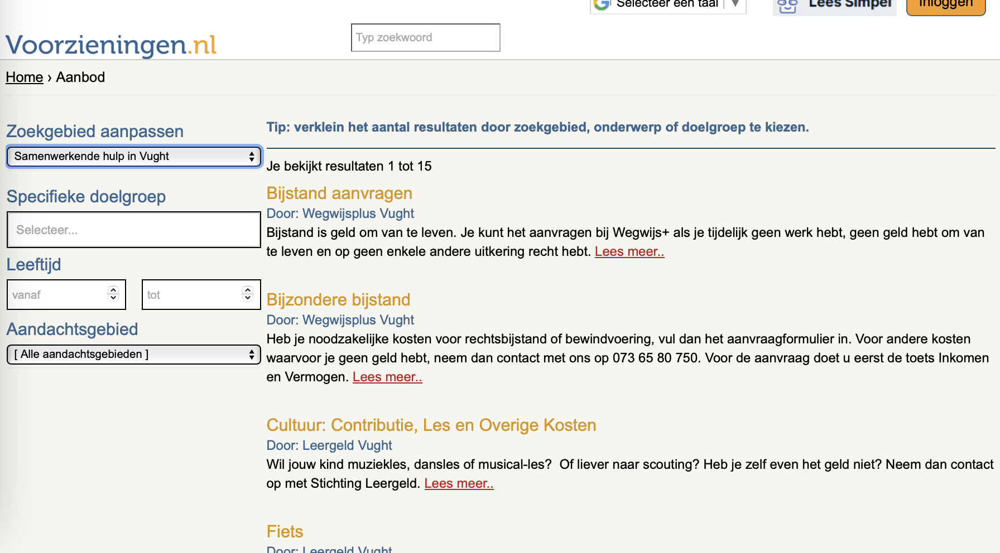 Selecteer een taal
Lees Simpel
Inloggen
Voorzieningen.nl
Typ zoekwoord
Home › Aanbod
Zoekgebied aanpassen
Samenwerkende hulp in Vught
Specifieke doelgroep
Selecteer...
Leeftijd
vanaf
tot
Aandachtsgebied
[ Alle aandachtsgebieden ]
Tip: verklein het aantal resultaten door zoekgebied, onderwerp of doelgroep te kiezen.
Je bekijkt resultaten 1 tot 15
Bijstand aanvragen
Door: Wegwijsplus Vught
Bijstand is geld om van te leven. Je kunt het aanvragen bij Wegwijs+ als je tijdelijk geen werk hebt, geen geld hebt om van
te leven en op geen enkele andere uitkering recht hebt. Lees meer..
Bijzondere bijstand
Door: Wegwijsplus Vught
Heb je noodzakelijke kosten voor rechtsbijstand of bewindvoering, vul dan het aanvraagformulier in. Voor andere kosten
waarvoor je geen geld hebt, neem dan contact met ons op 073 65 80 750. Voor de aanvraag doet u eerst de toets Inkomen
en Vermogen. Lees meer..
Cultuur: Contributie, Les en Overige Kosten
Door: Leergeld Vught
Wil jouw kind muziekles, dansles of musical-les?  Of liever naar scouting? Heb je zelf even het geld niet? Neem dan contact
op met Stichting Leergeld. Lees meer..
Fiets
Door: Leergeld Vught